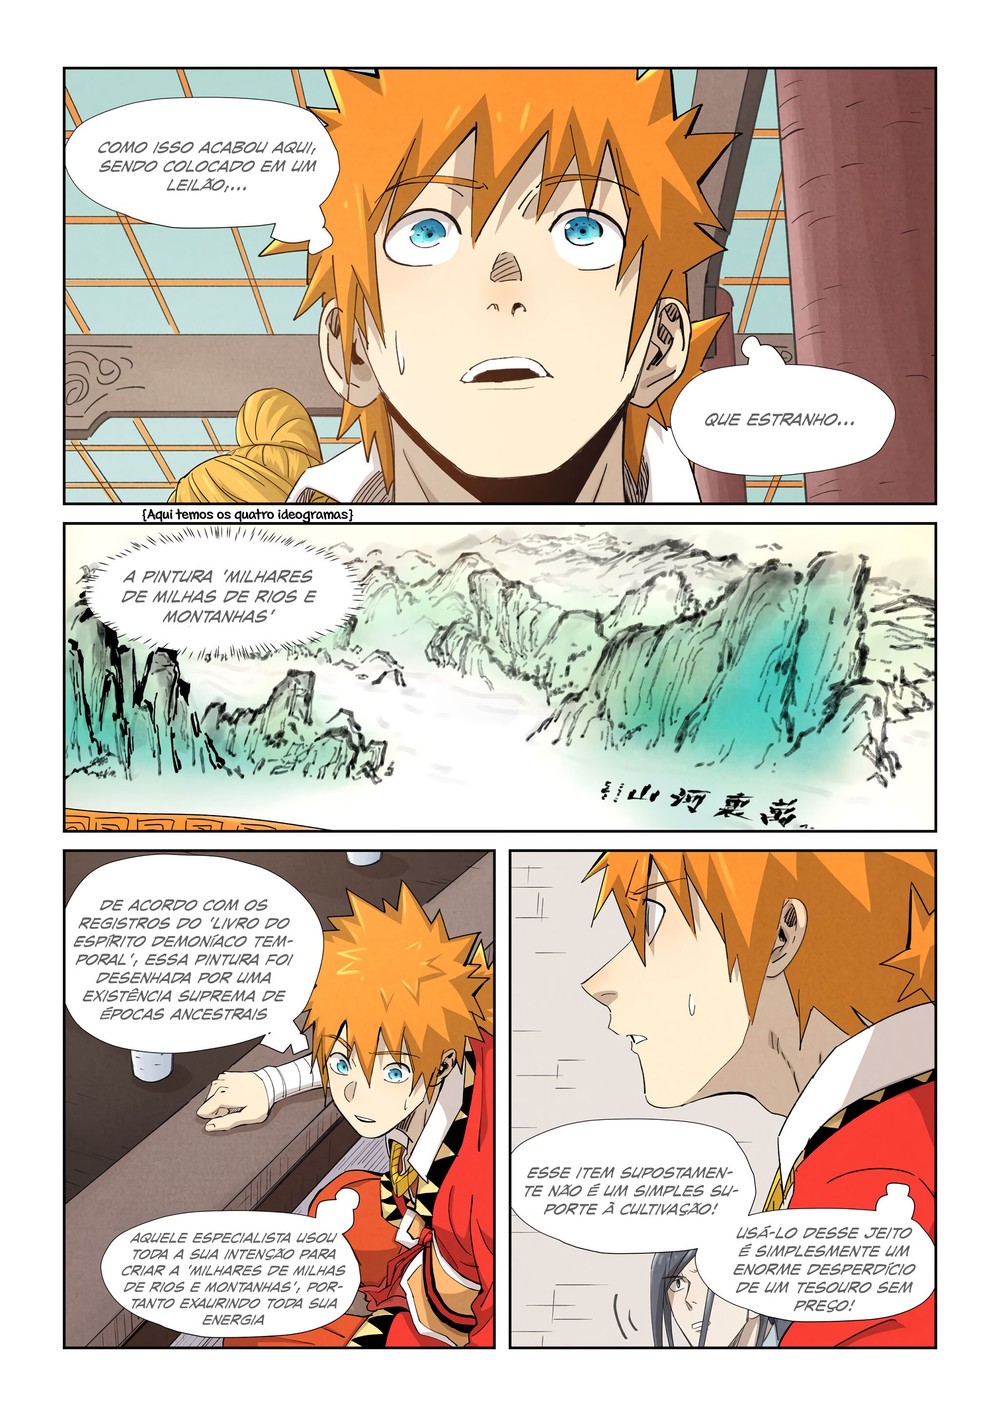 COMO ISSO ACABOU AQUI,
SENDO COLOCADO EM UM
LEILÃO,...
QUE ESTRANHO...
{Aqui temos os quatro ideogramas}
A PINTURA 'MILHARES
DE MILHAS DE RIOS E
MONTANHAS'
山河裏
DE ACORDO COM OS
REGISTROS DO 'LIVRO DO
ESPÍRITO DEMONÍACO TEM-
PORAL', ESSA PINTURA FOI
DESENHADA POR UMA
EXISTÊNCIA SUPREMA DE
ÉPOCAS ANCESTRAIS
AQUELE ESPECIALISTA USOU
TODA A SUA INTENÇÃO PARA
CRIAR A 'MILHARES DE MILHAS
DE RIOS E MONTANHAS', POR-
TANTO EXAURINDO TODA SUA
ENERGIA
ESSE ITEM SUPOSTAMEN-
TE NÃO É UM SIMPLES SU-
PORTE À CULTIVAÇÃO!
USÁ-LO DESSE JEITO
É SIMPLESMENTE UM
ENORME DESPERDÍCIO
DE UM TESOURO SEM
PREÇO!